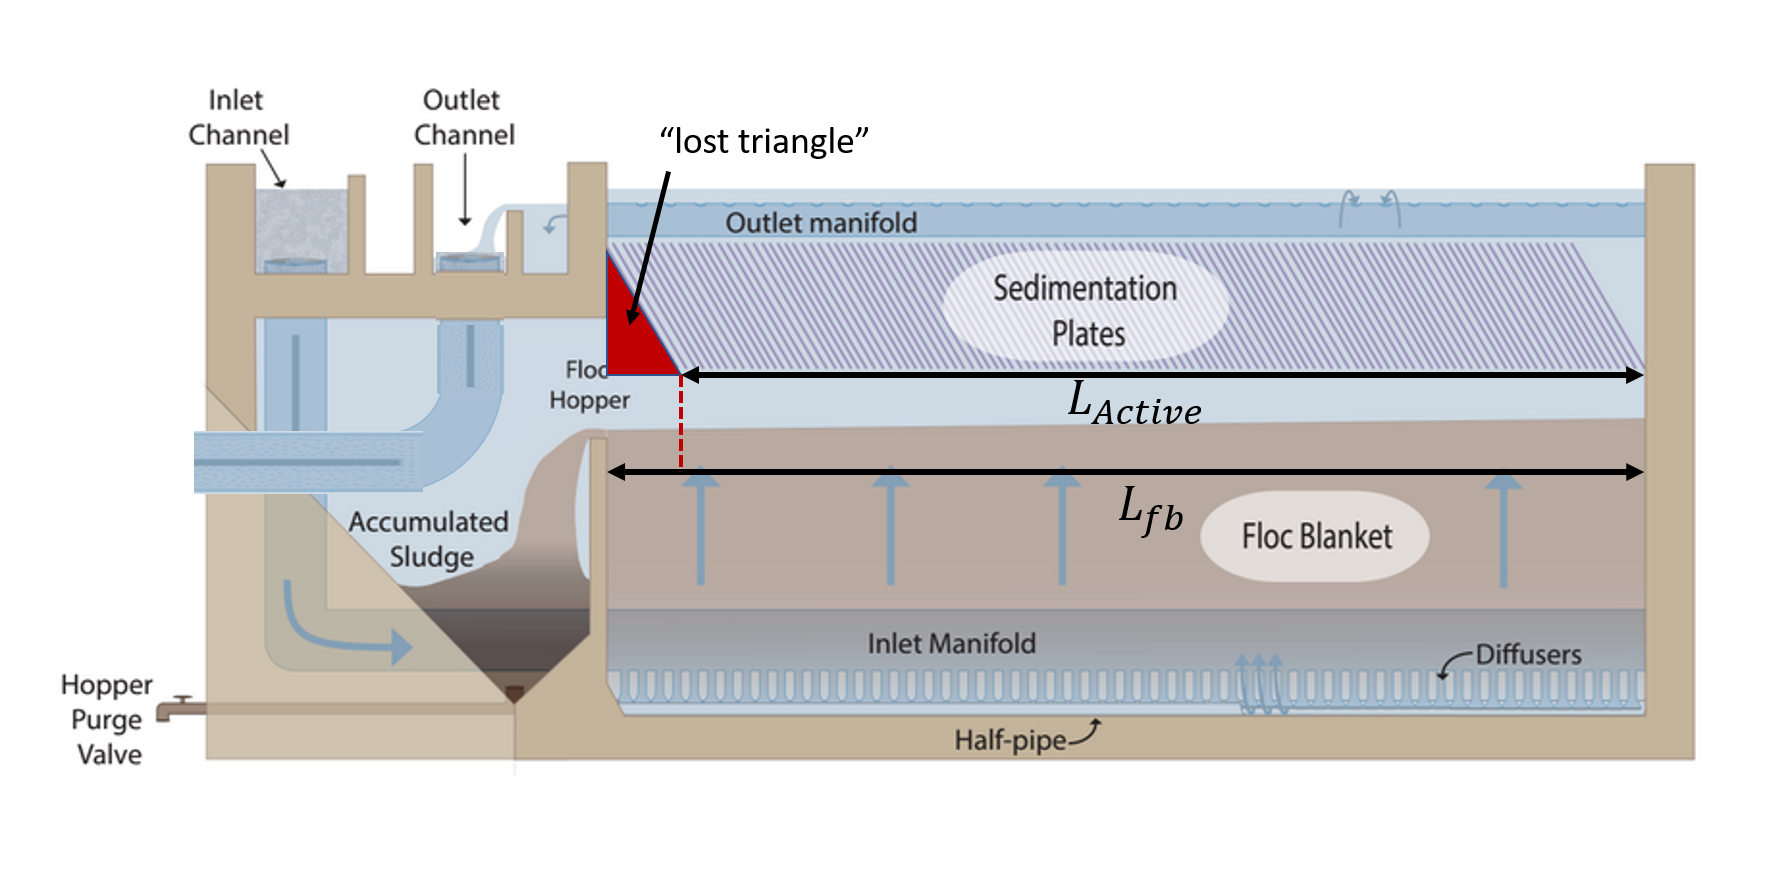 Inlet
Channel
Outlet
Channel
“lost triangle”
Outlet manifold
Sedimentation
Plates
Floc
Hopper
L_Active
L_fb
Accumulated
Sludge
Floc Blanket
Inlet Manifold
Diffusers
Hopper
Purge
Valve
Half-pipe